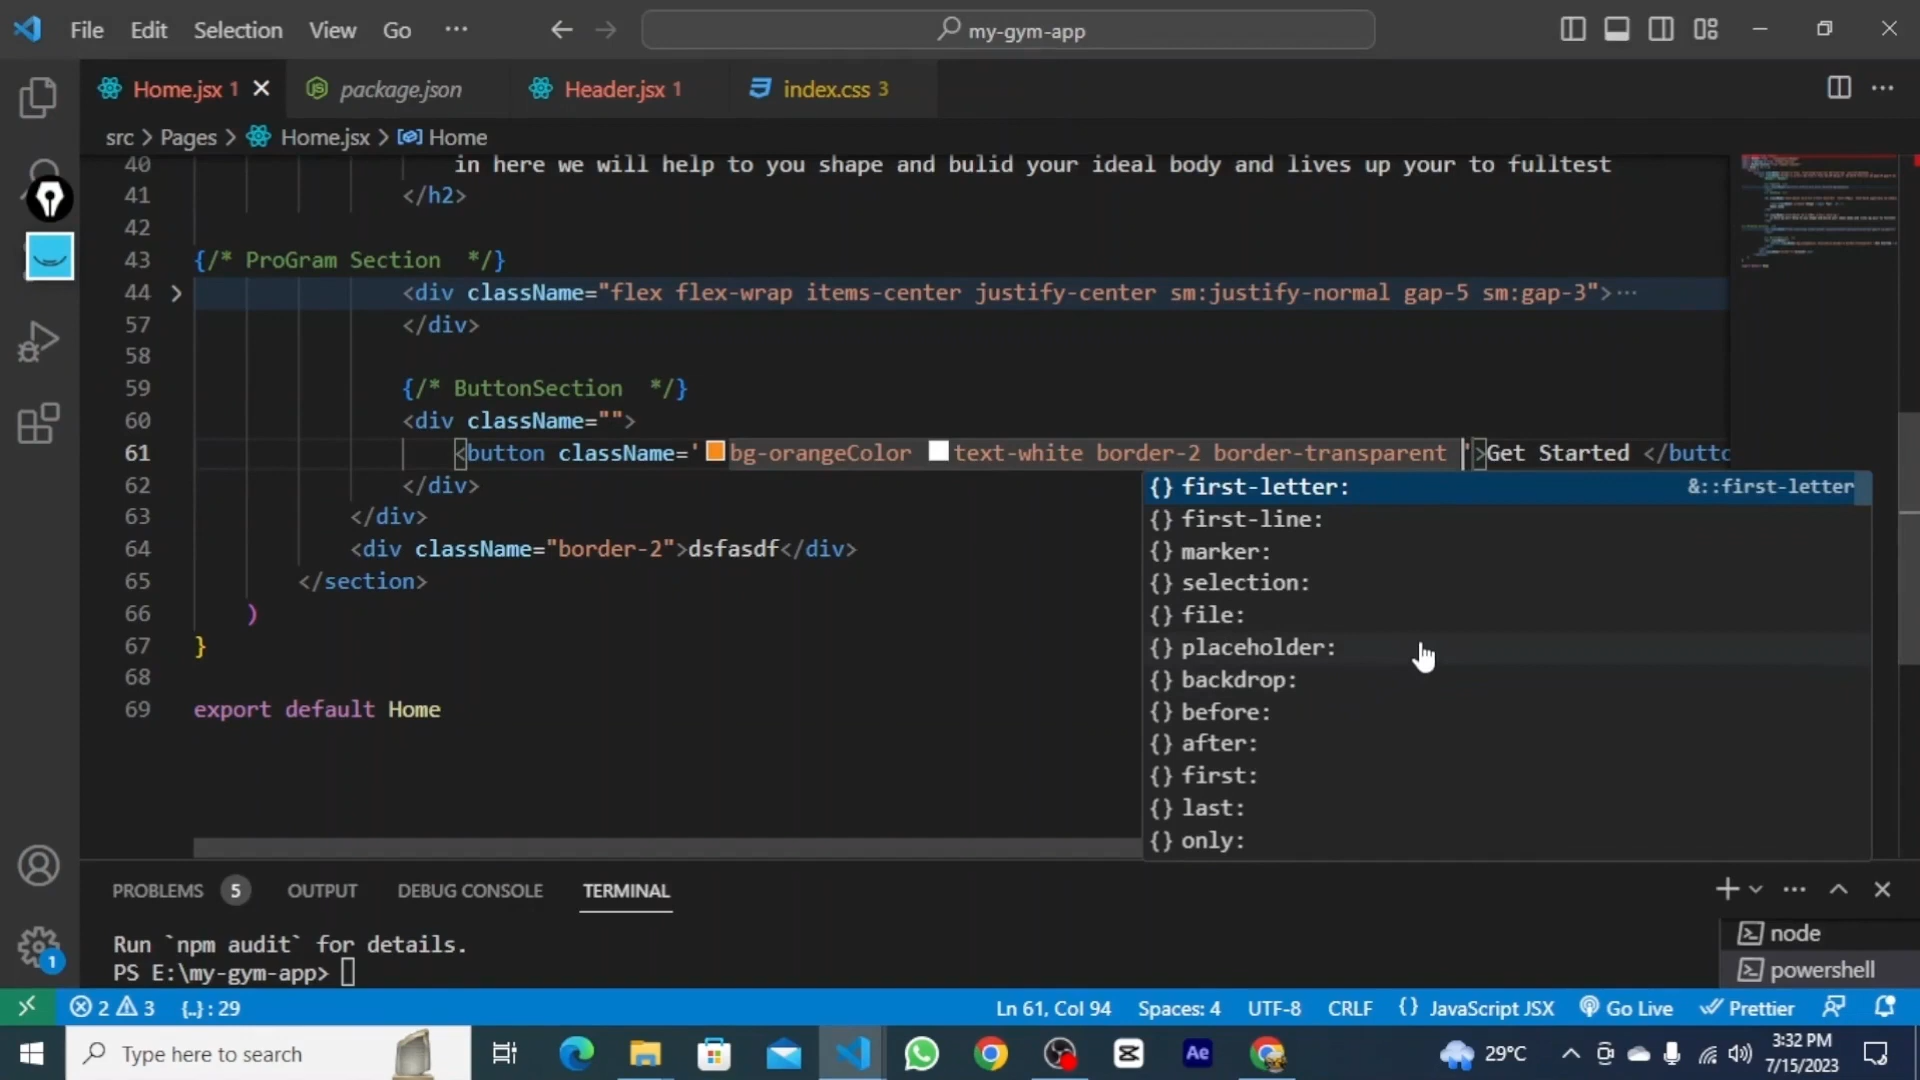 File Edit Selection View Go ··· my-gym-app
Home.jsx 1 package.json Header.jsx 1 index.css 3
src > Pages > Home.jsx > Home
40 in here we will help to you shape and bulid your ideal body and lives up your to fulltest
41 </h2>
42
43 {/* ProGram Section */}
44 <div className="flex flex-wrap items-center justify-center sm:justify-normal gap-5 sm:gap-3">···
57 </div>
58
59 {/* ButtonSection */}
60 <div className="">
61 <button className='bg-orangeColor text-white border-2 border-transparent '>Get Started </butto
62 </div>
63 </div>
64 <div className="border-2">dsfasdf</div>
65 </section>
66 )
67 }
68
69 export default Home
{} first-letter: &::first-letter
{} first-line:
{} marker:
{} selection:
{} file:
{} placeholder:
{} backdrop:
{} before:
{} after:
{} first:
{} last:
{} only:
PROBLEMS 5 OUTPUT DEBUG CONSOLE TERMINAL
Run `npm audit` for details.
PS E:\my-gym-app>
node
powershell
1
2 3 {..} : 29 Ln 61, Col 94 Spaces: 4 UTF-8 CRLF {} JavaScript JSX Go Live Prettier
Type here to search Ae 29°C 3:32 PM
7/15/2023